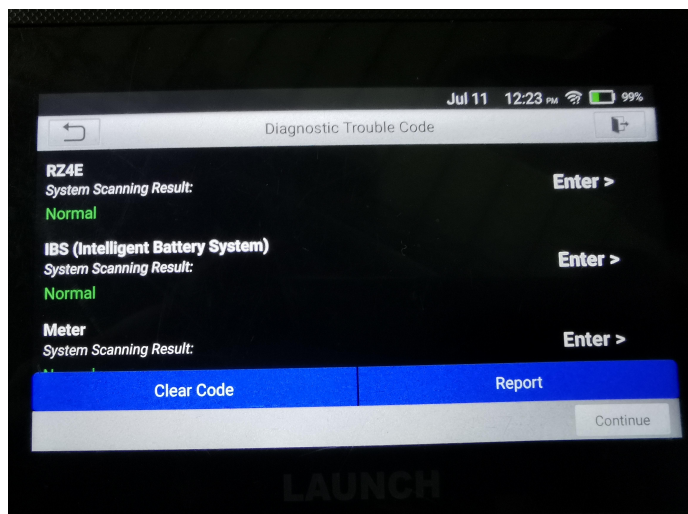 Jul 11 12:23 PM 99%
Diagnostic Trouble Code
RZ4E
System Scanning Result:
Enter >
Normal
IBS (Intelligent Battery System)
System Scanning Result:
Enter >
Normal
Meter
System Scanning Result:
Enter >
Clear Code
Report
Continue
LAUNCH